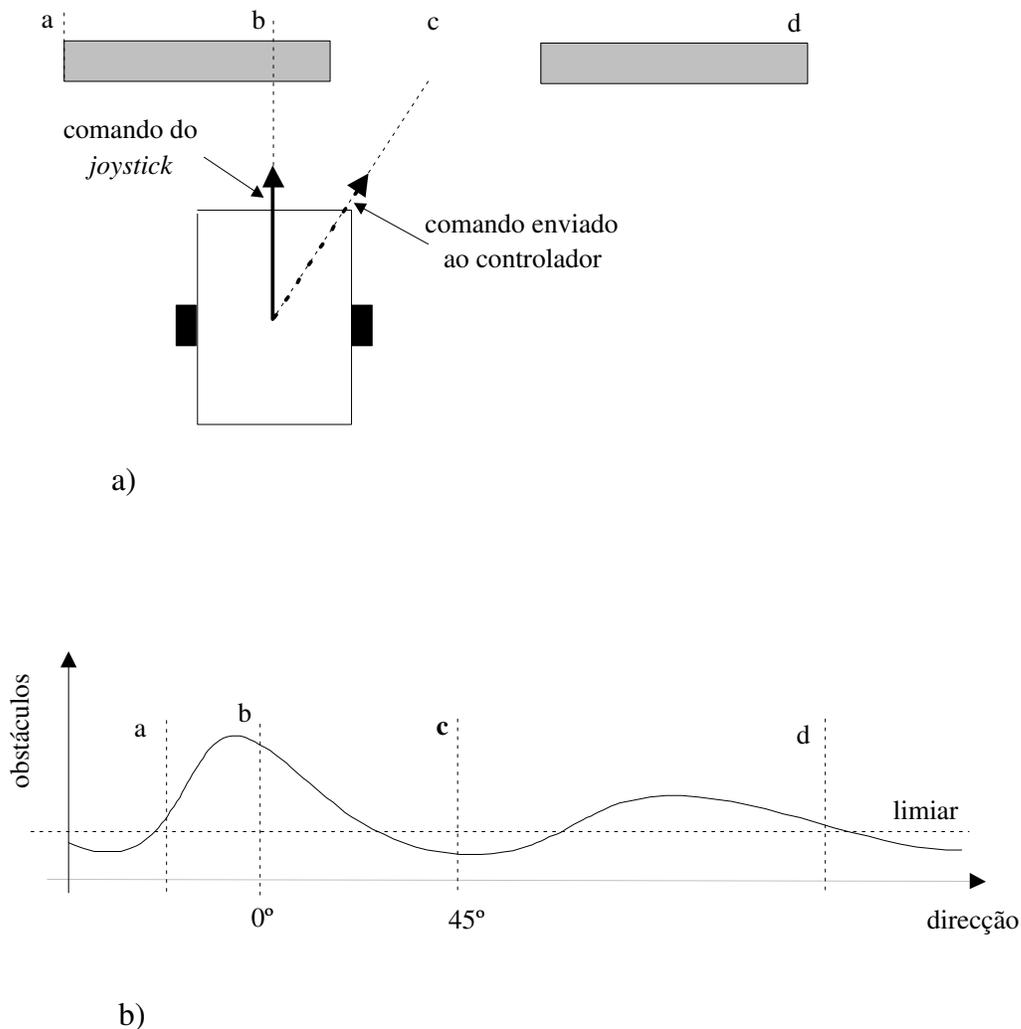 a
b
c
d
comando do
joystick
comando enviado
ao controlador
a)
obstáculos
a
b
c
d
limiar
0º
45º
direcção
b)